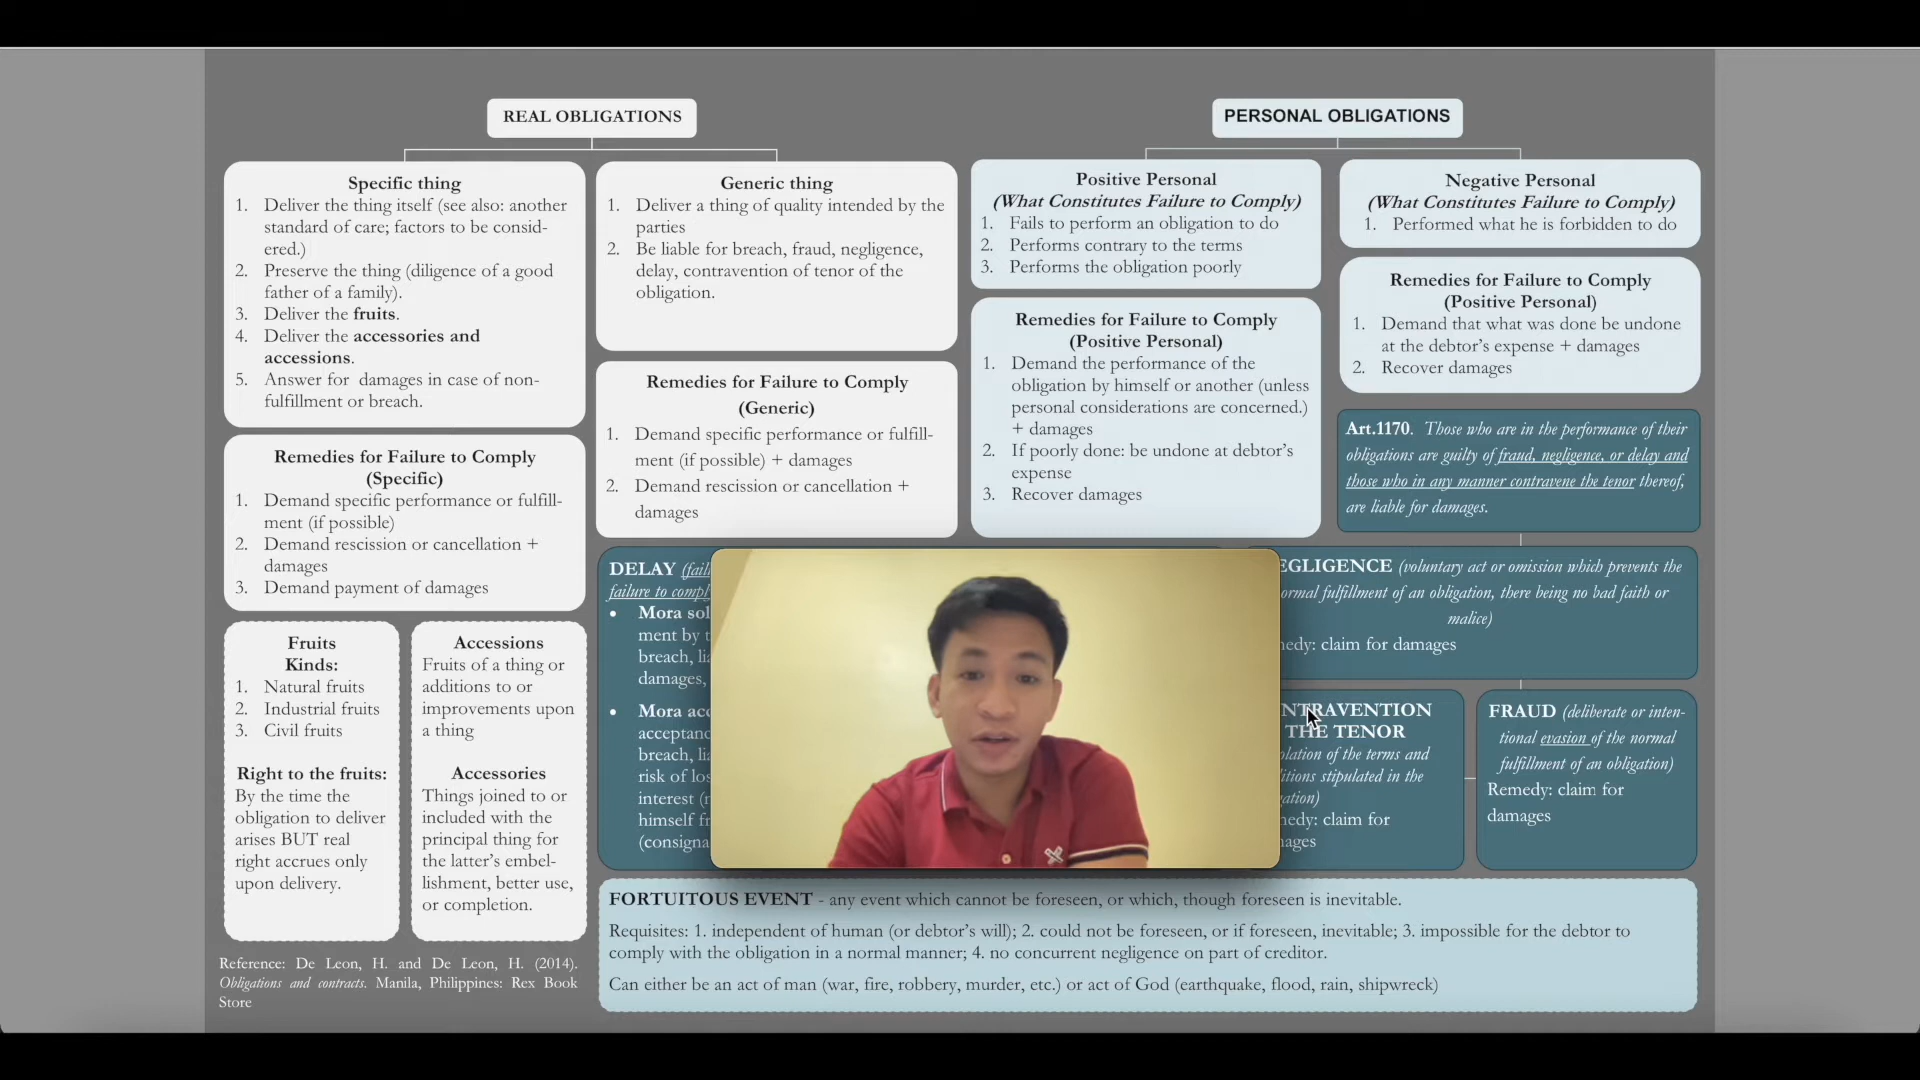 REAL OBLIGATIONS
Specific thing
1. Deliver the thing itself (see also: another
standard of care; factors to be consid-
ered.)
2. Preserve the thing (diligence of a good
father of a family).
3. Deliver the fruits.
4. Deliver the accessories and
accessions.
5. Answer for damages in case of non-
fulfillment or breach.
Remedies for Failure to Comply
(Specific)
1. Demand specific performance or fulfill-
ment (if possible)
2. Demand rescission or cancellation +
damages
3. Demand payment of damages
Fruits
Kinds:
1. Natural fruits
2. Industrial fruits
3. Civil fruits
Right to the fruits:
By the time the
obligation to deliver
arises BUT real
right accrues only
upon delivery.
Accessions
Fruits of a thing or
additions to or
improvements upon
a thing
Accessories
Things joined to or
included with the
principal thing for
the latter's embel-
lishment, better use,
or completion.
Reference: De Leon, H. and De Leon, H. (2014).
Obligations and contracts. Manila, Philippines: Rex Book
Store
Generic thing
1. Deliver a thing of quality intended by the
parties
2. Be liable for breach, fraud, negligence,
delay, contravention of tenor of the
obligation.
Remedies for Failure to Comply
(Generic)
1. Demand specific performance or fulfill-
ment (if possible) + damages
2. Demand rescission or cancellation +
damages
PERSONAL OBLIGATIONS
Positive Personal
(What Constitutes Failure to Comply)
1. Fails to perform an obligation to do
2. Performs contrary to the terms
3. Performs the obligation poorly
Remedies for Failure to Comply
(Positive Personal)
1. Demand the performance of the
obligation by himself or another (unless
personal considerations are concerned.)
+ damages
2. If poorly done: be undone at debtor's
expense
3. Recover damages
Negative Personal
(What Constitutes Failure to Comply)
1. Performed what he is forbidden to do
Remedies for Failure to Comply
(Positive Personal)
1. Demand that what was done be undone
at the debtor's expense + damages
2. Recover damages
Art.1170. Those who are in the performance of their
obligations are guilty of fraud, negligence, or delay and
those who in any manner contravene the tenor thereof,
are liable for damages.
DELAY
failure to
• Mora
ment by
breach,
damages,
• Mora
acceptance
breach,
risk of
interest
himself
(voluntary act or omission which prevents the
fulfillment of an obligation, there being no bad faith or
malice)
claim for damages
THE TENOR
of the terms and
stipulated in the
claim for
FRAUD (deliberate or inten-
tional evasion of the normal
fulfillment of an obligation)
Remedy: claim for
damages
FORTUITOUS EVENT - any event which cannot be foreseen, or which, though foreseen is inevitable.
Requisites: 1. independent of human (or debtor's will); 2. could not be foreseen, or if foreseen, inevitable; 3. impossible for the debtor to
comply with the obligation in a normal manner; 4. no concurrent negligence on part of creditor.
Can either be an act of man (war, fire, robbery, murder, etc.) or act of God (earthquake, flood, rain, shipwreck)